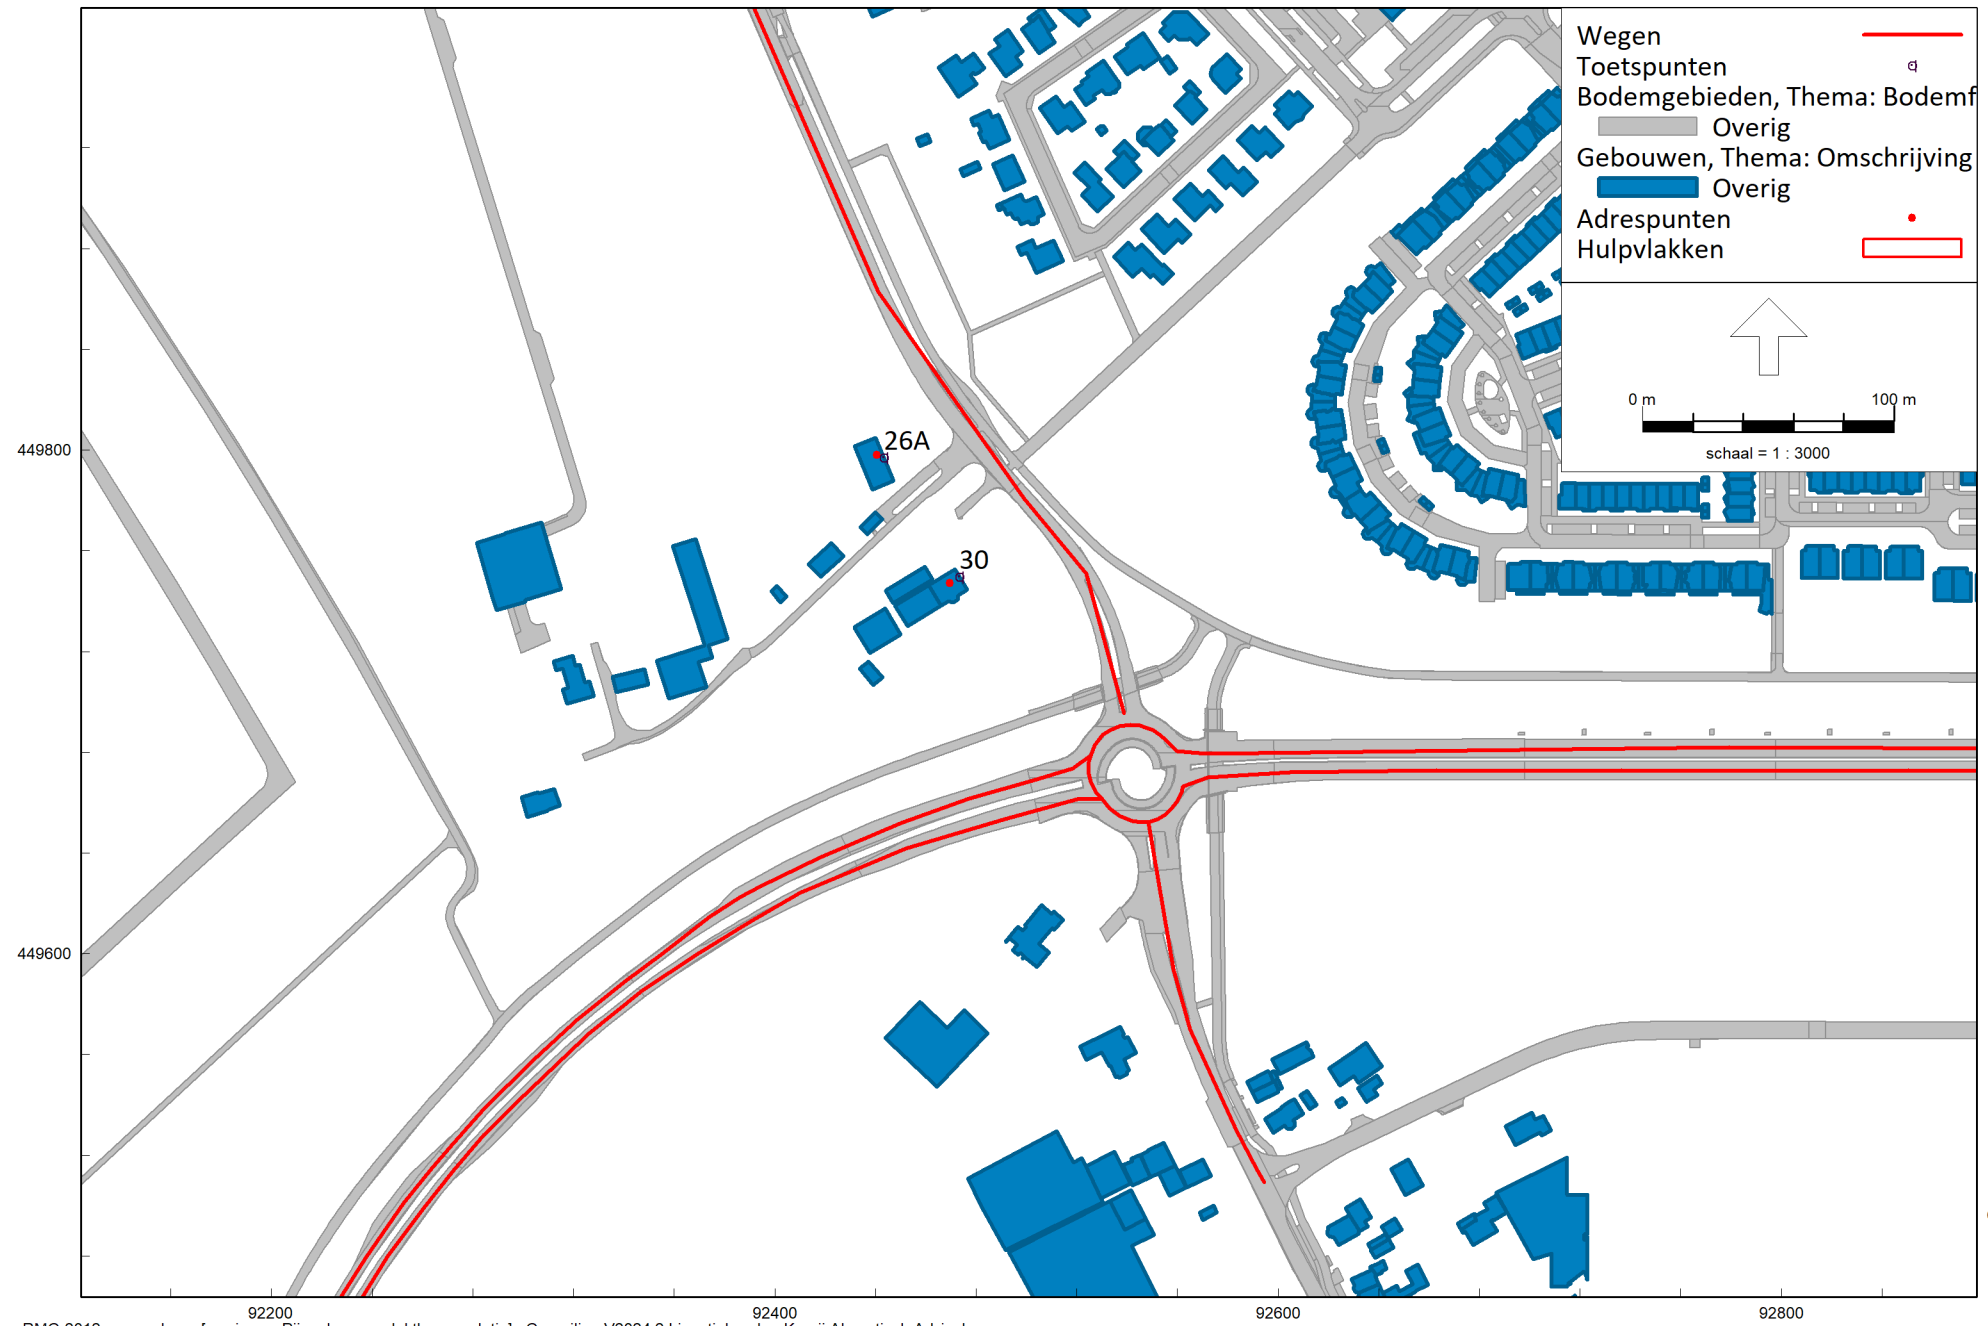 Wegen
Toetspunten
Bodemgebieden, Thema: Bodemf
Overig
Gebouwen, Thema: Omschrijving
Overig
Adrespunten
Hulpvlakken
0 m 100 m
schaal = 1 : 3000
26A
449800
30
449600
92200 92400 92600 92800